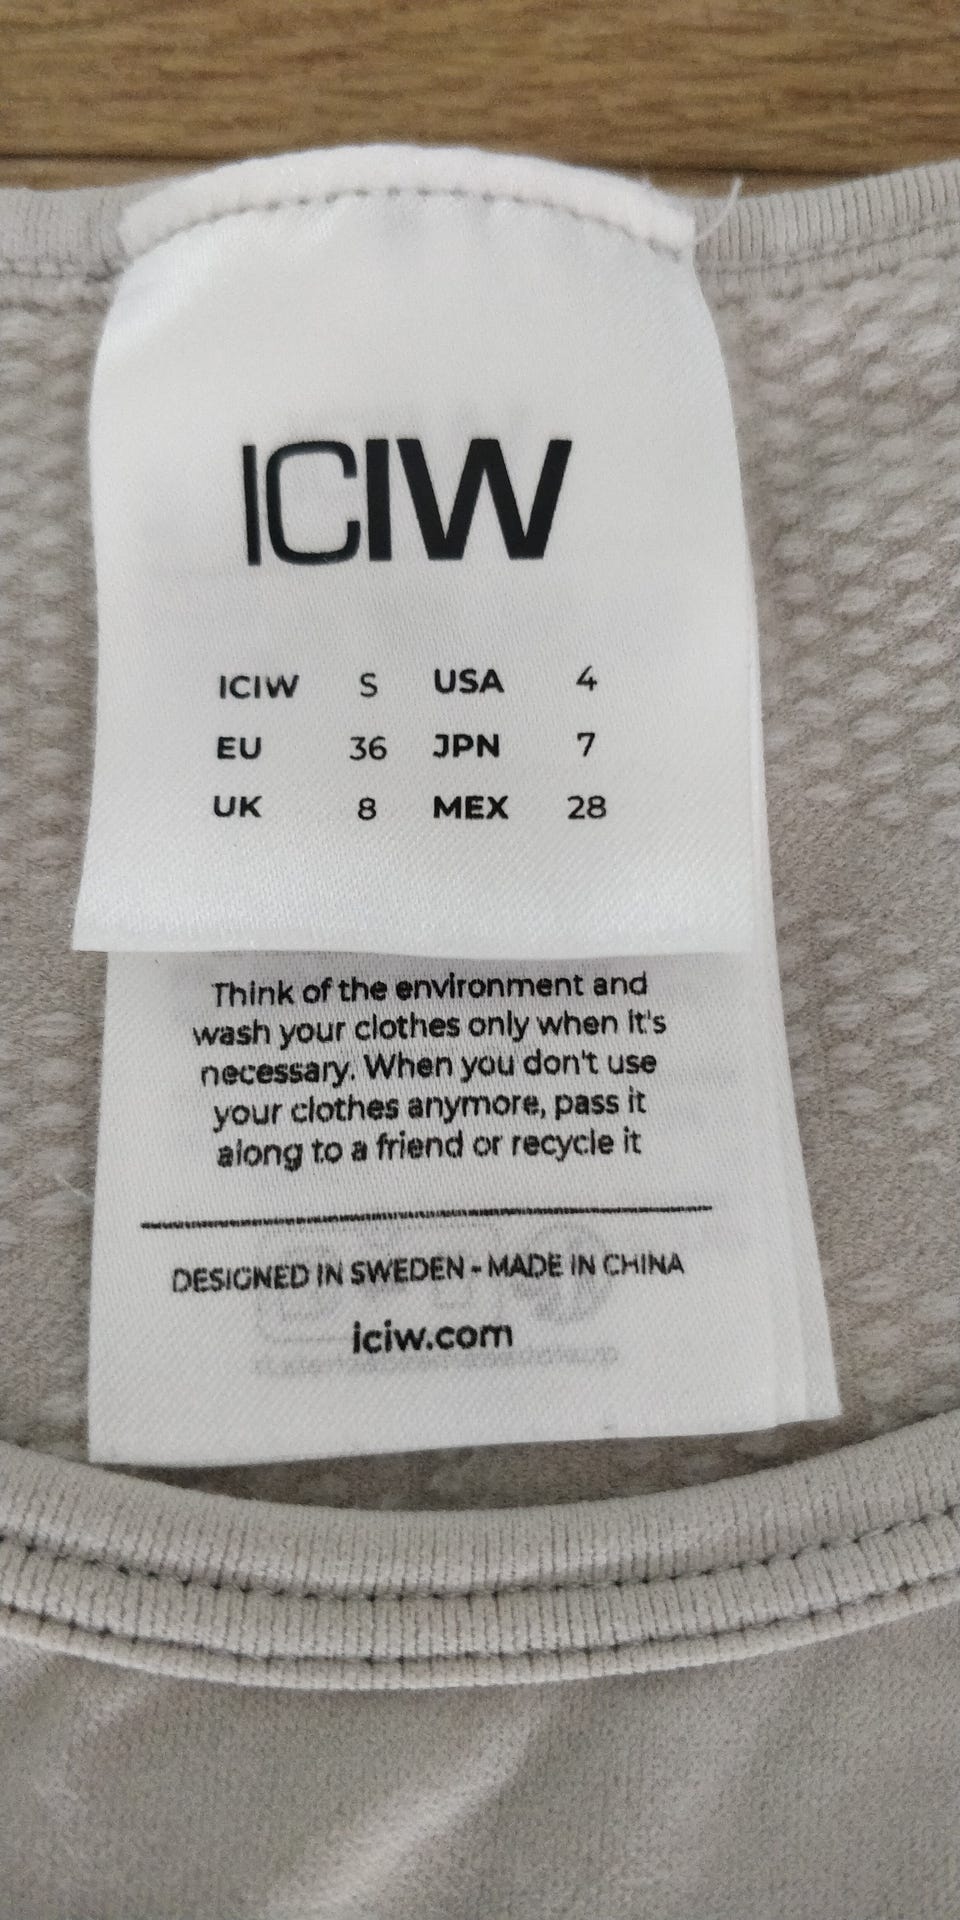 ICIW
ICIW S USA 4
EU 36 JPN 7
UK 8 MEX 28
Think of the environment and
wash your clothes only when it's
necessary. When you don't use
your clothes anymore, pass it
along to a friend or recycle it
DESIGNED IN SWEDEN - MADE IN CHINA
iciw.com